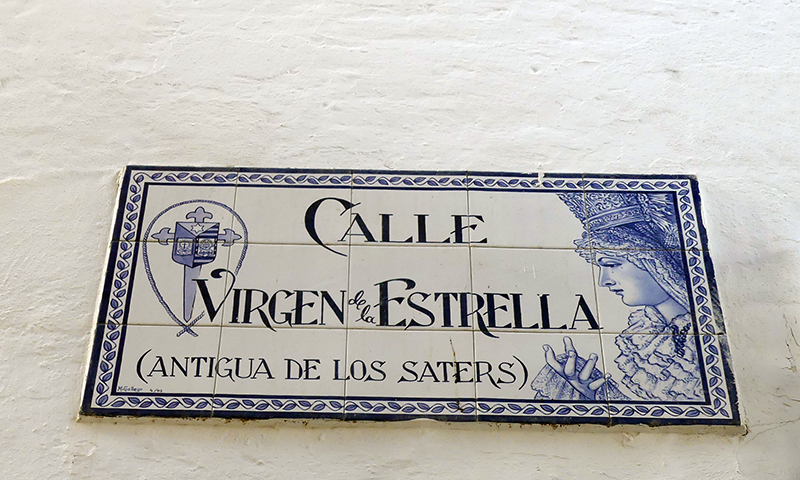 CALLE
VIRGEN de la ESTRELLA
(ANTIGUA DE LOS SATERS)